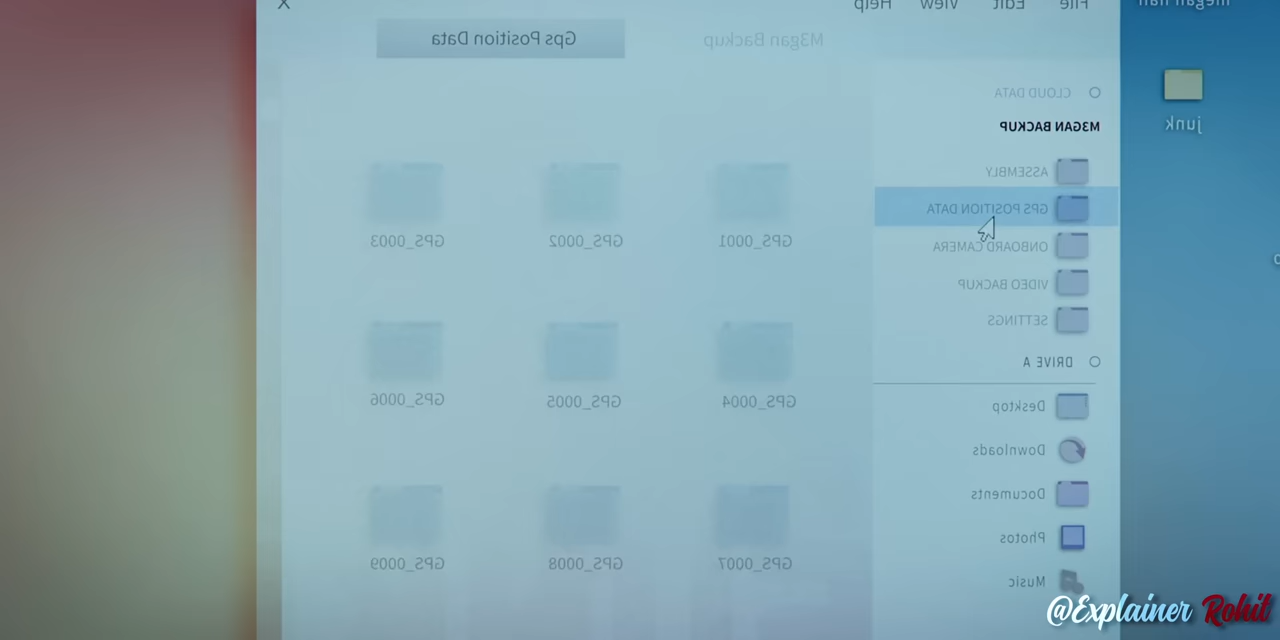 File Edit View Help X
M3gan Backup Gps Position Data
CLOUD DATA
M3GAN BACKUP
ASSEMBLY
GPS POSITION DATA
ONBOARD CAMERA
VIDEO BACKUP
SETTINGS
DRIVE A
Desktop
Downloads
Documents
Photos
Music
GPS_0001 GPS_0002 GPS_0003
GPS_0004 GPS_0005 GPS_0006
GPS_0007 GPS_0008 GPS_0009
junk
@Explainer Rohit